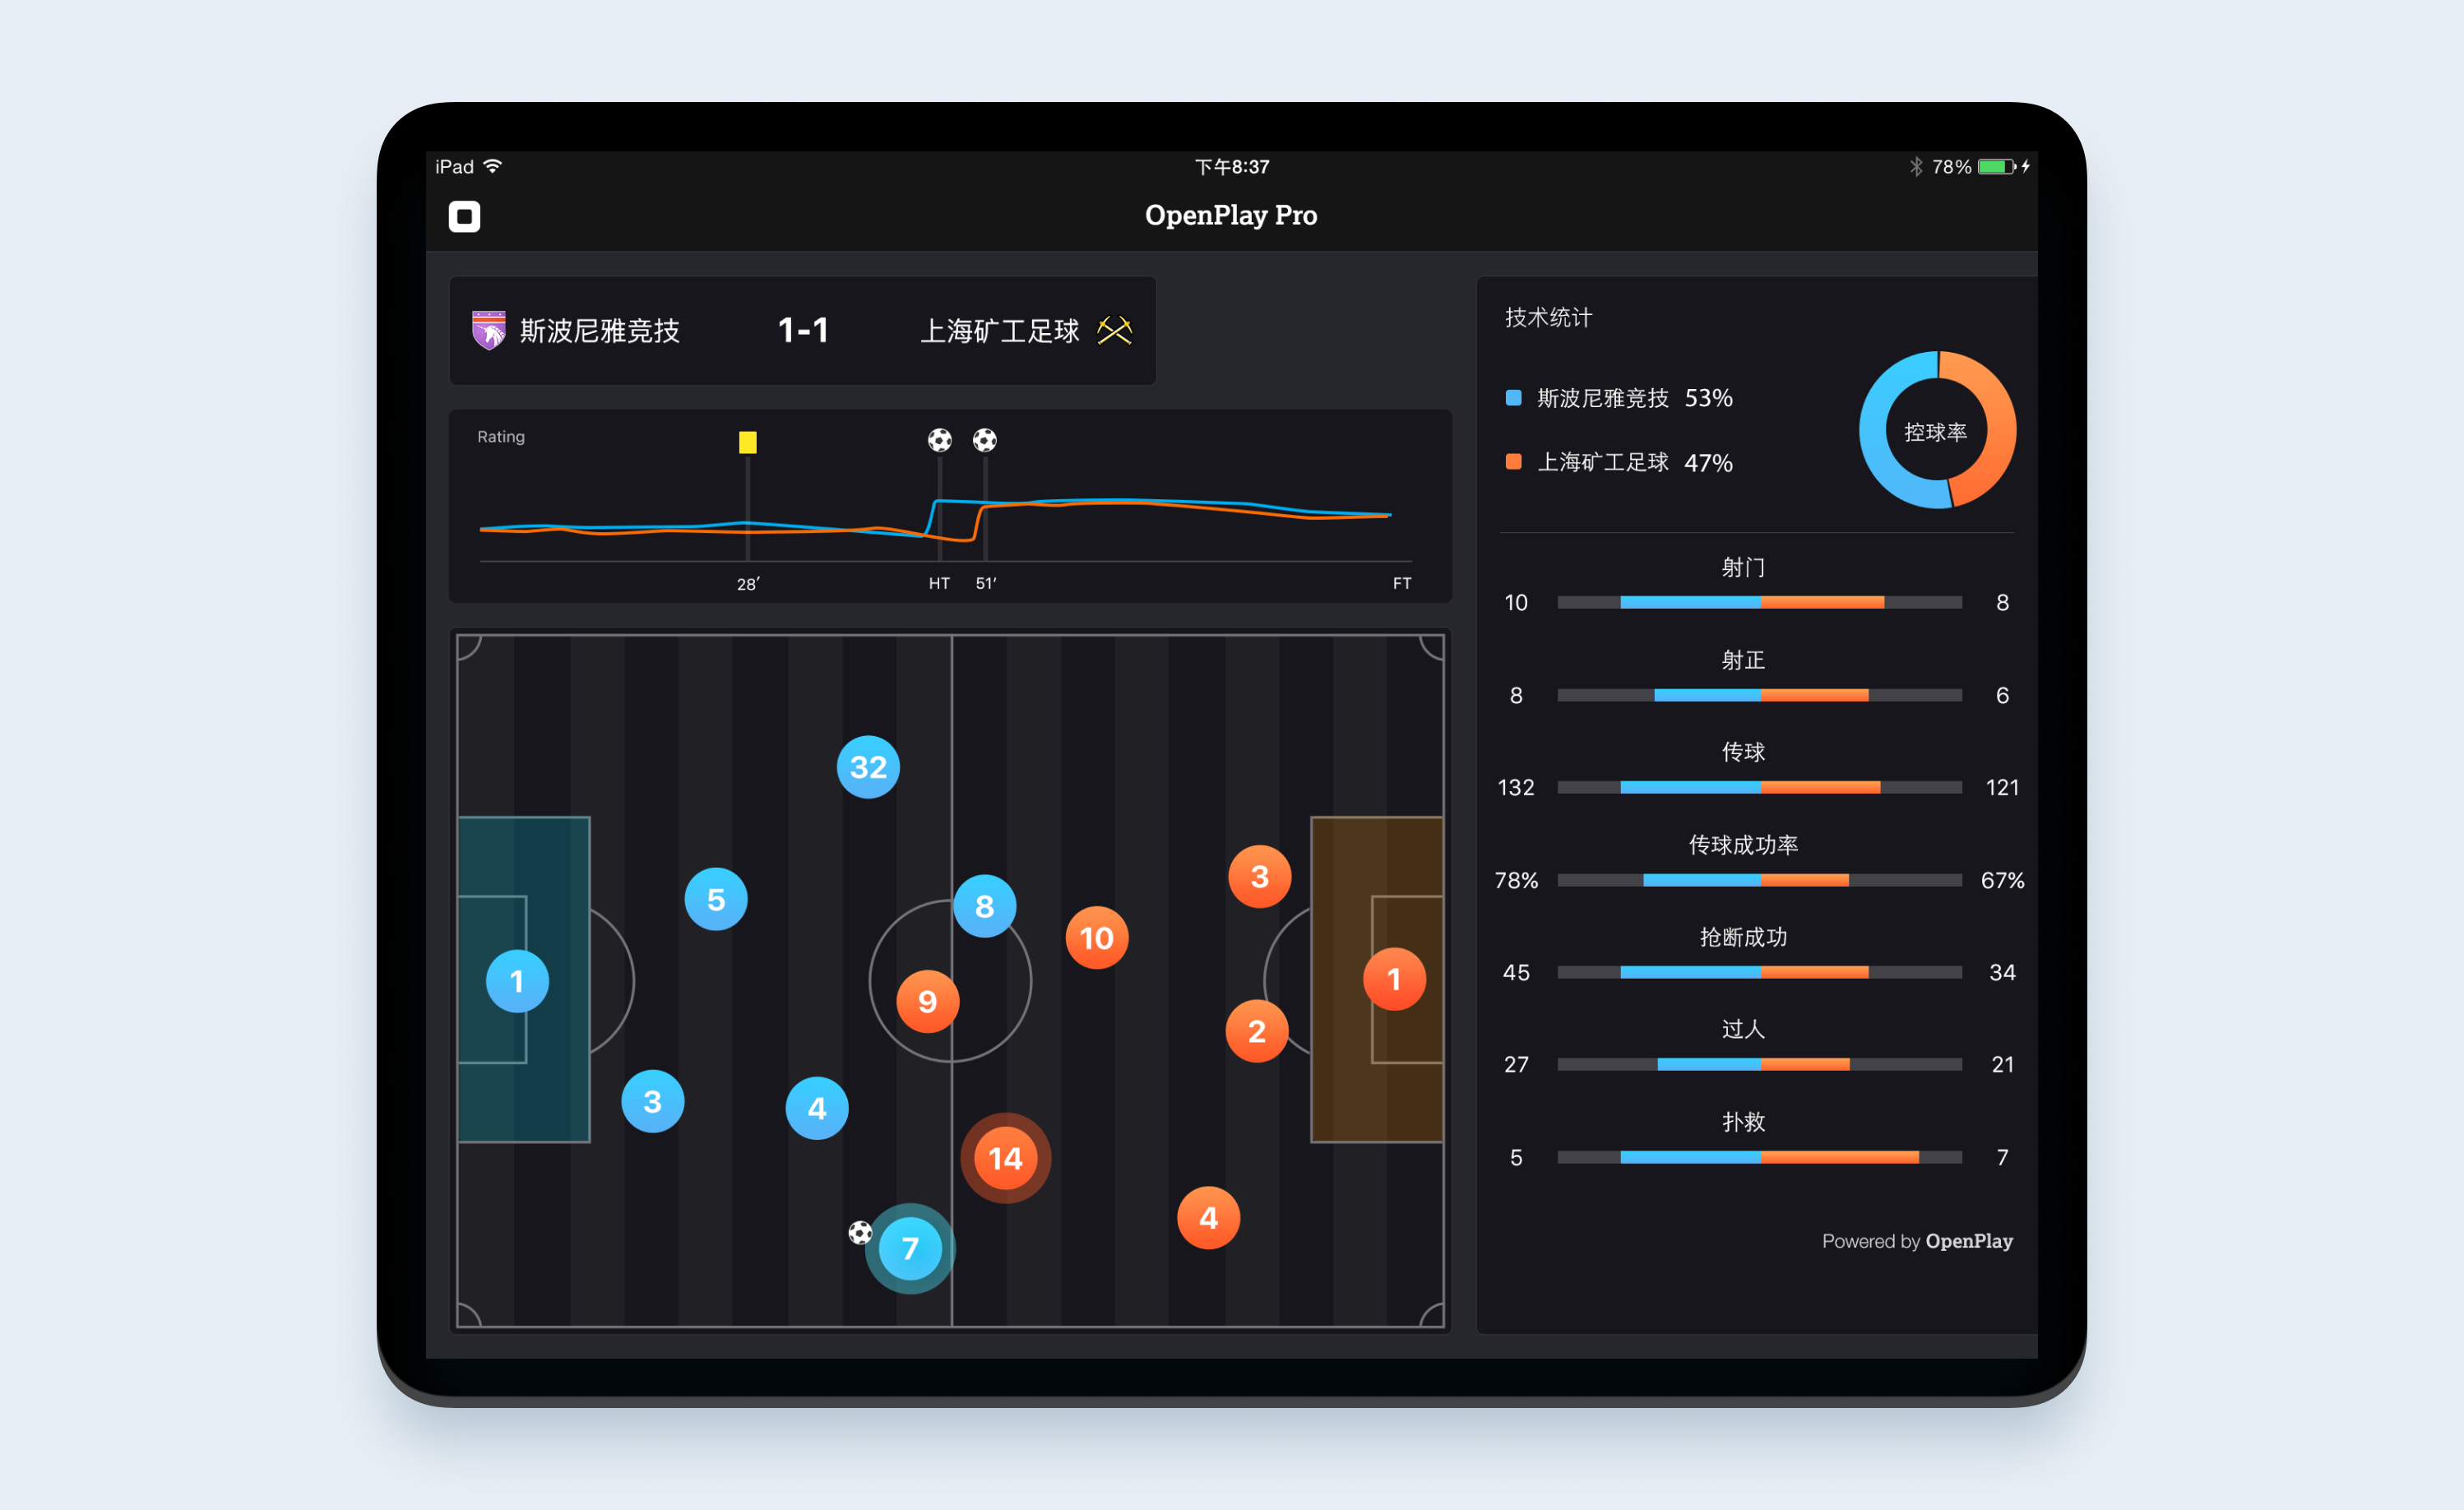 iPad
下午8:37
78%
OpenPlay Pro
斯波尼雅竞技
1-1
上海矿工足球
Rating
28′
HT
51′
FT
32
5
8
3
10
1
9
1
2
3
4
14
4
7
技术统计
斯波尼雅竞技 53%
上海矿工足球 47%
控球率
射门
10
8
射正
8
6
传球
132
121
传球成功率
78%
67%
抢断成功
45
34
过人
27
21
扑救
5
7
Powered by OpenPlay